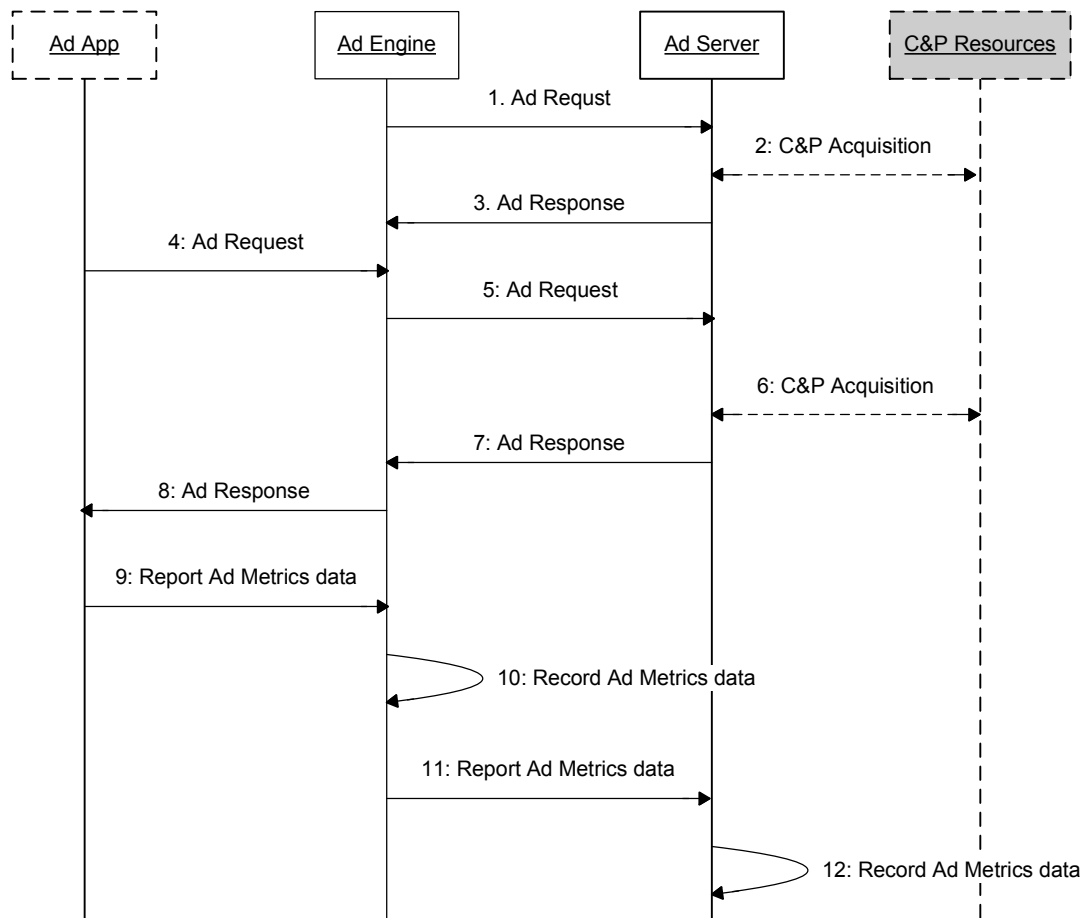 Ad App
Ad Engine
Ad Server
C&P Resources
1. Ad Requst
2: C&P Acquisition
3. Ad Response
4: Ad Request
5: Ad Request
6: C&P Acquisition
7: Ad Response
8: Ad Response
9: Report Ad Metrics data
10: Record Ad Metrics data
11: Report Ad Metrics data
12: Record Ad Metrics data